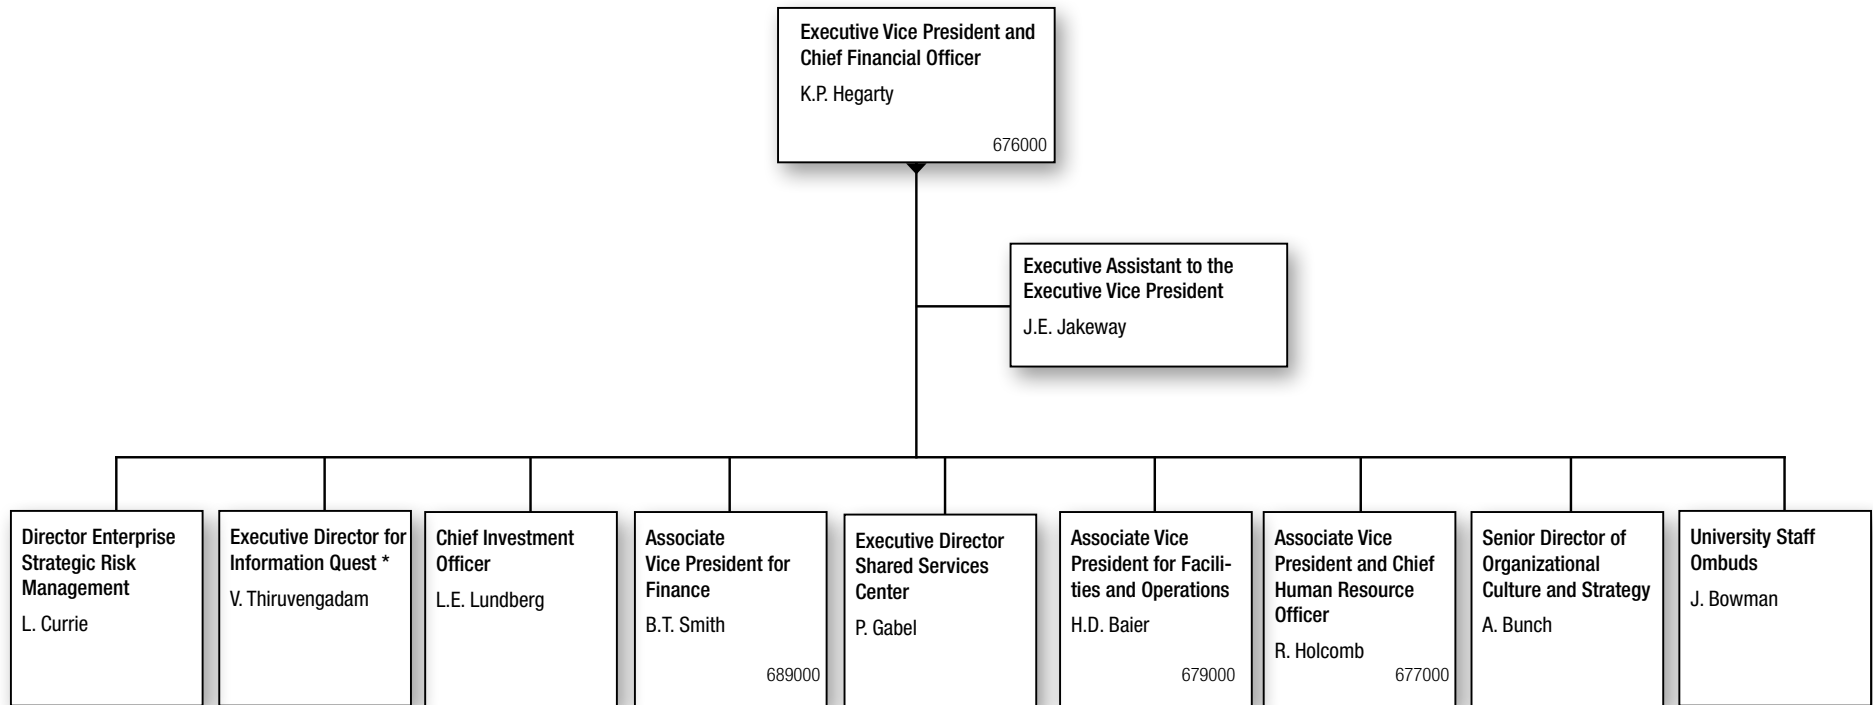 Executive Vice President and
Chief Financial Officer
K.P. Hegarty
676000
Executive Assistant to the
Executive Vice President
J.E. Jakeway
Director Enterprise
Strategic Risk
Management
L. Currie
Executive Director for
Information Quest *
V. Thiruvengadam
Chief Investment
Officer
L.E. Lundberg
Associate
Vice President for
Finance
B.T. Smith
689000
Executive Director
Shared Services
Center
P. Gabel
Associate Vice
President for Facili-
ties and Operations
H.D. Baier
679000
Associate Vice
President and Chief
Human Resource
Officer
R. Holcomb
677000
Senior Director of
Organizational
Culture and Strategy
A. Bunch
University Staff
Ombuds
J. Bowman